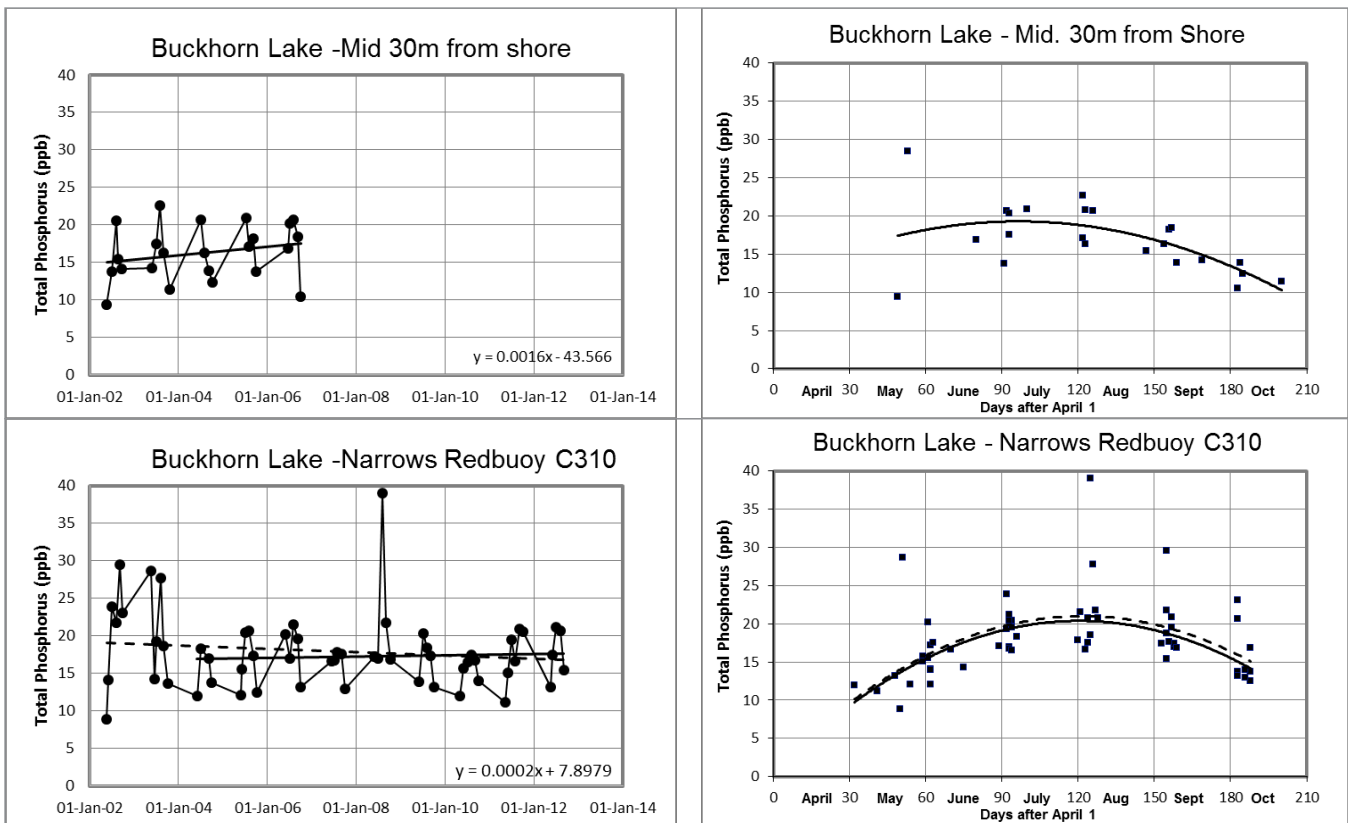 Buckhorn Lake -Mid 30m from shore
Total Phosphorus (ppb)
40
35
30
25
20
15
10
5
0
y = 0.0016x - 43.566
01-Jan-02 01-Jan-04 01-Jan-06 01-Jan-08 01-Jan-10 01-Jan-12 01-Jan-14
Buckhorn Lake - Mid. 30m from Shore
Total Phosphorus (ppb)
40
35
30
25
20
15
10
5
0
0 April 30 May 60 June 90 July 120 Aug 150 Sept 180 Oct 210
Days after April 1
Buckhorn Lake -Narrows Redbuoy C310
Total Phosphorus (ppb)
40
35
30
25
20
15
10
5
0
y = 0.0002x + 7.8979
01-Jan-02 01-Jan-04 01-Jan-06 01-Jan-08 01-Jan-10 01-Jan-12 01-Jan-14
Buckhorn Lake - Narrows Redbuoy C310
Total Phosphorus (ppb)
40
35
30
25
20
15
10
5
0
0 April 30 May 60 June 90 July 120 Aug 150 Sept 180 Oct 210
Days after April 1